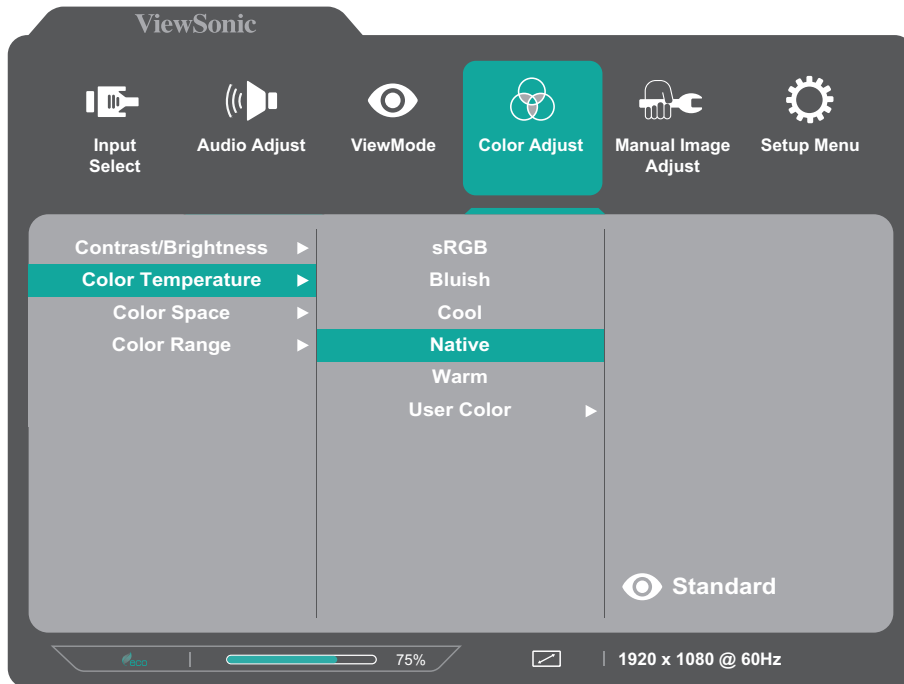 ViewSonic
Input
Select
Audio Adjust
ViewMode
Color Adjust
Manual Image
Adjust
Setup Menu
Contrast/Brightness
Color Temperature
Color Space
Color Range
sRGB
Bluish
Cool
Native
Warm
User Color
Standard
eco
75%
1920 x 1080 @ 60Hz